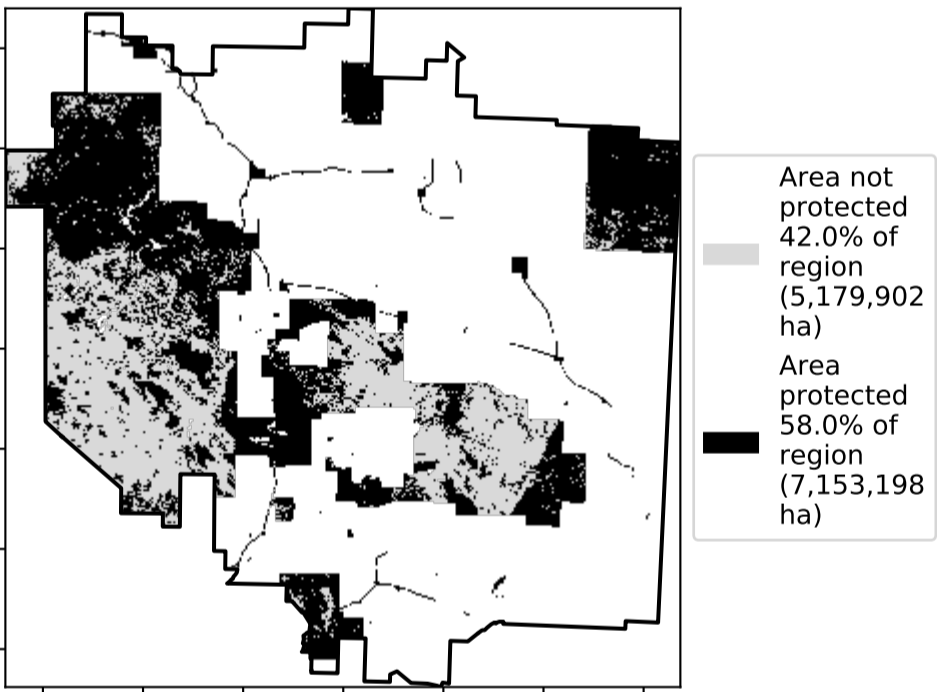 Area not
protected
42.0% of
region
(5,179,902
ha)
Area
protected
58.0% of
region
(7,153,198
ha)